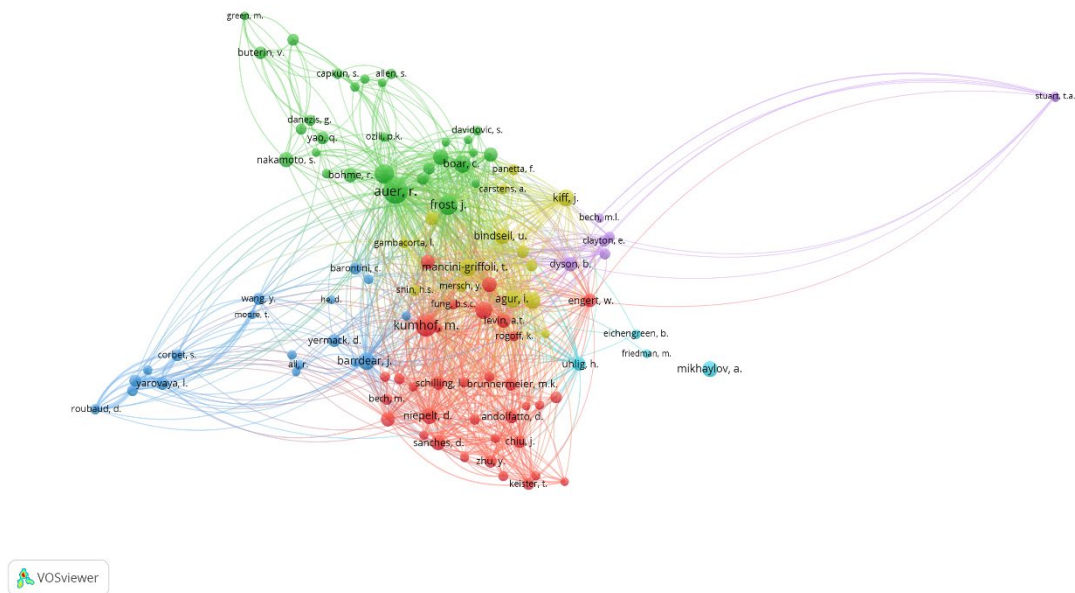 green, m.
buterin, v.
capkun, s.
allen, s.
stuart, t.a.
danezis, g.
yao, q.
ozili, p.k.
davidovic, s.
nakamoto, s.
bohme, r.
boar, c.
panetta, f.
auer, r.
carstens, a.
kiff, j.
frost, j.
bech, m.l.
gambacorta, l.
bindseil, u.
clayton, e.
barontini, c.
mancini-griffoli, t.
dyson, b.
shin, h.s.
mersch, y.
wang, y.
he, d.
fung, b.s.c.
agur, i.
engert, w.
moore, t.
kumhof, m.
levin, a.t.
rogoff, k.
eichengreen, b.
yermack, d.
corbet, s.
ali, r.
barrdear, j.
uhlig, h.
friedman, m.
mikhaylov, a.
yarovaya, l.
schilling, l.
brunnermeier, m.k.
roubaud, d.
bech, m.
niepelt, d.
andolfatto, d.
sanches, d.
chiu, j.
zhu, y.
keister, t.
VOSviewer